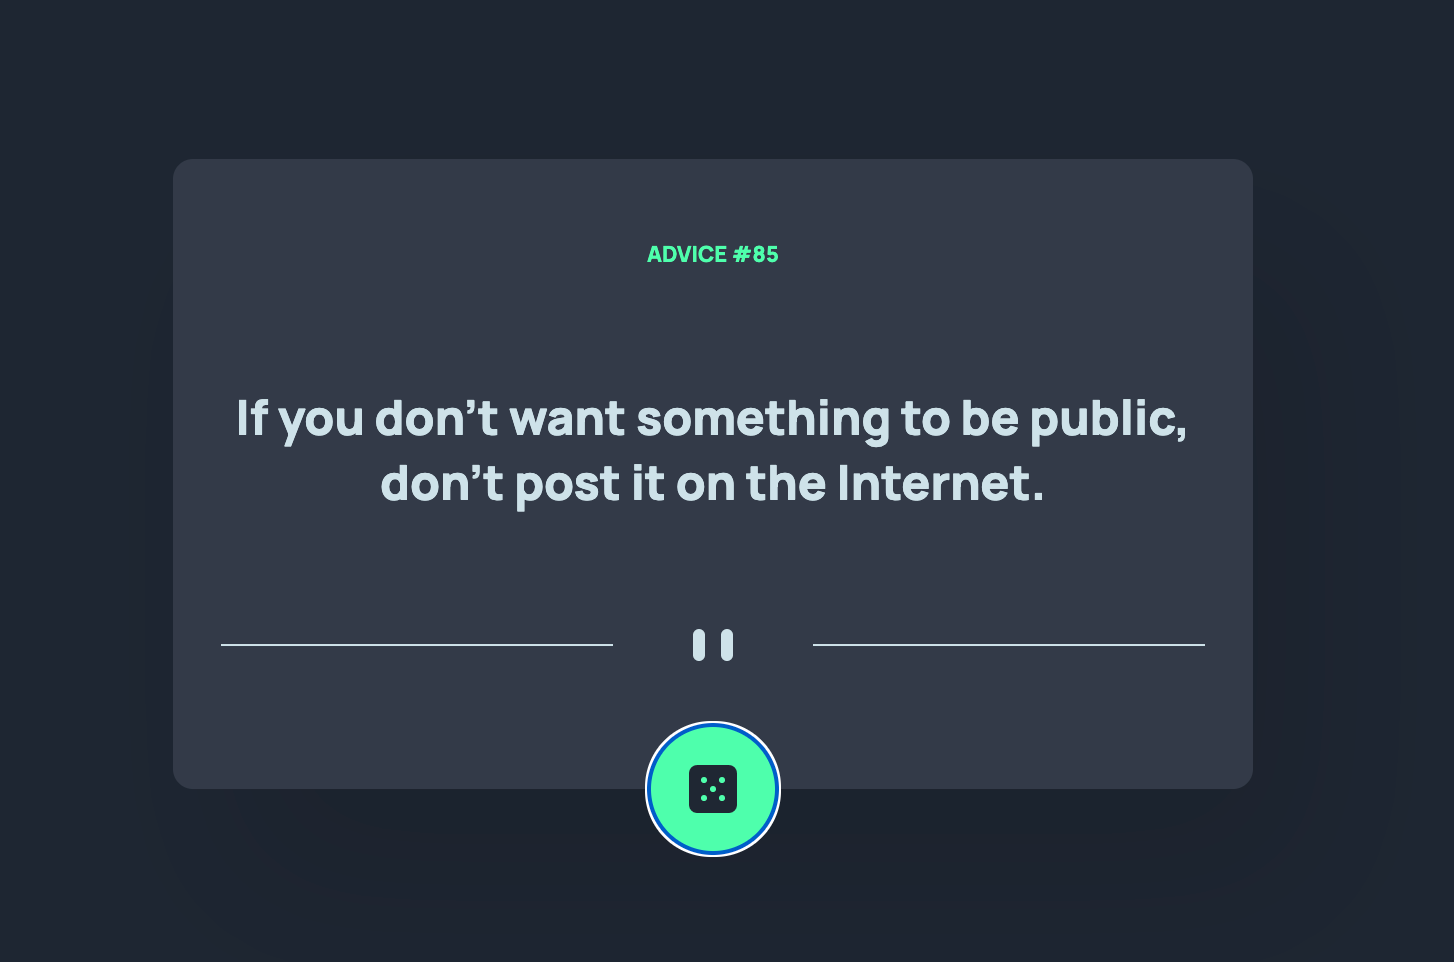 ADVICE #85
If you don’t want something to be public,
don’t post it on the Internet.